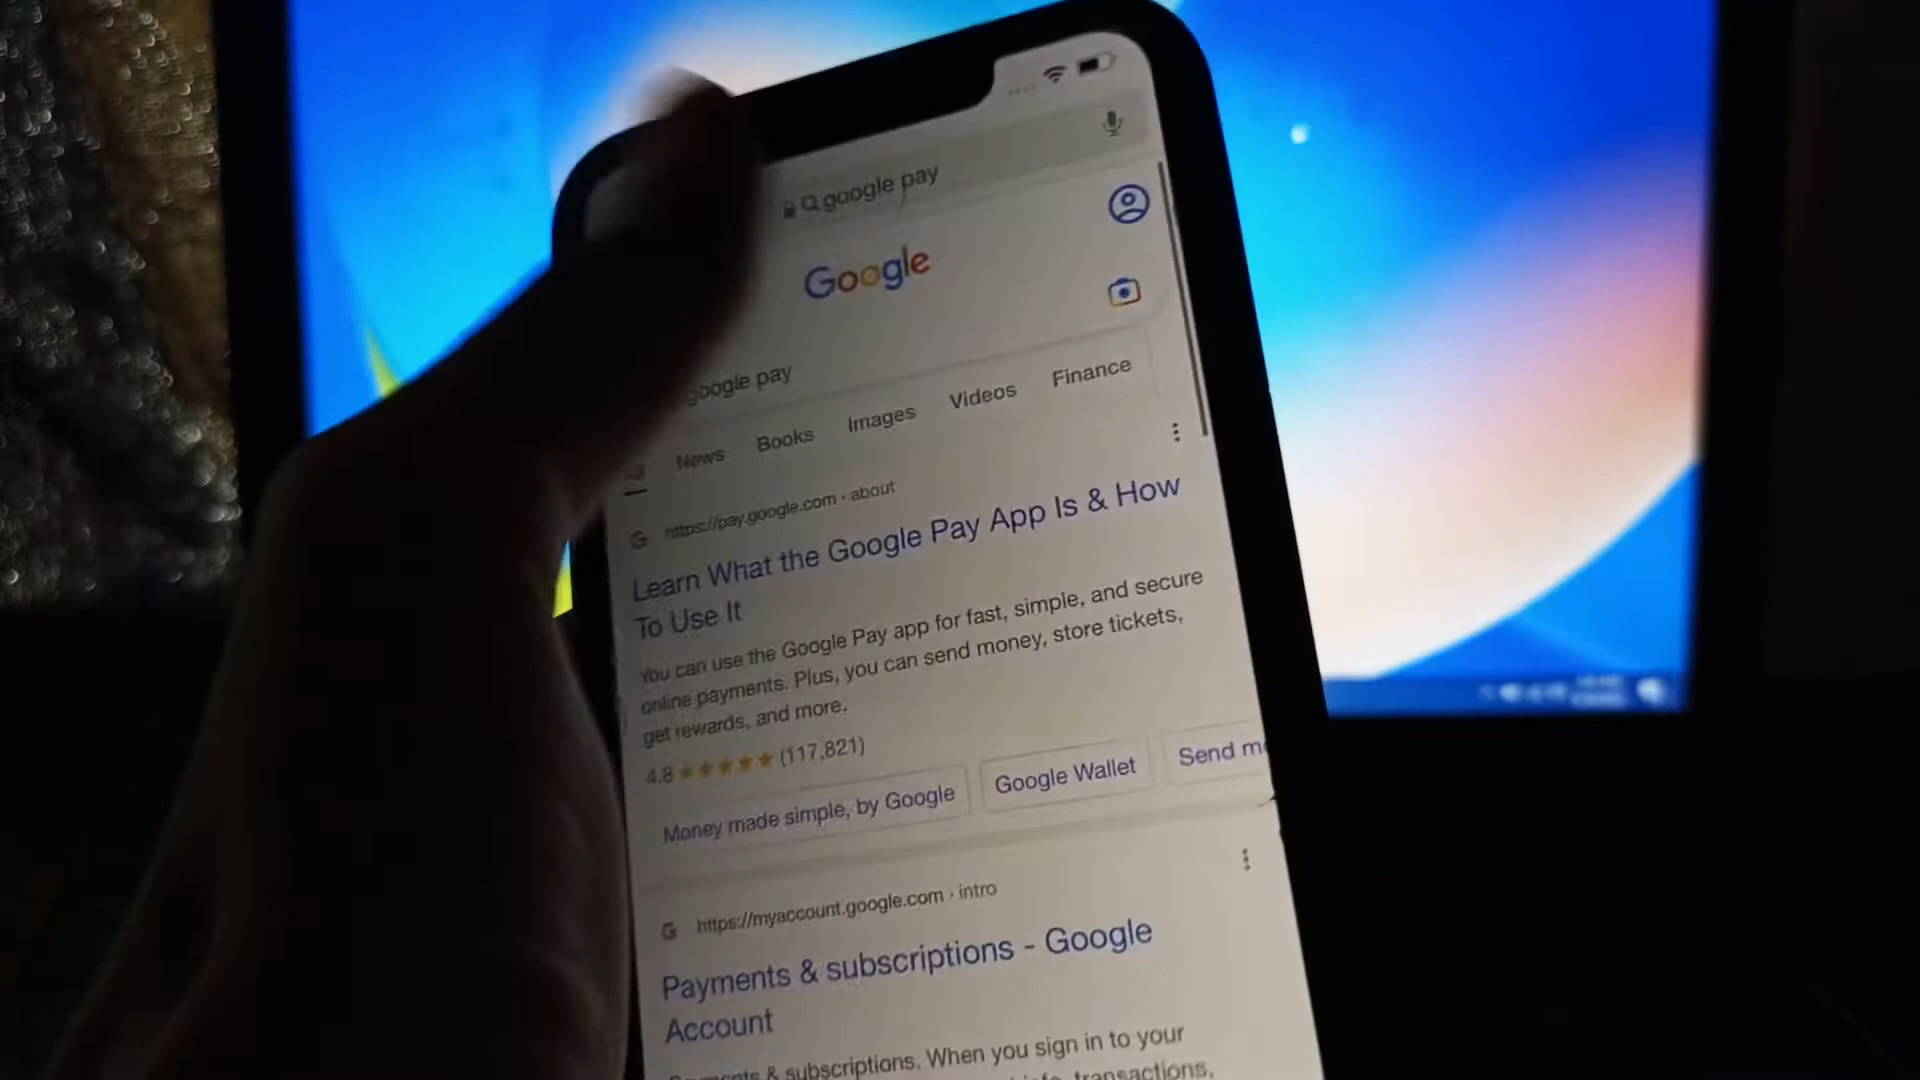 google pay
Google
google pay
News Books Images Videos Finance
https://pay.google.com › about
Learn What the Google Pay App Is & How
To Use It
You can use the Google Pay app for fast, simple, and secure
online payments. Plus, you can send money, store tickets,
get rewards, and more.
4.8 ★★★★★ (117,821)
Money made simple, by Google
Google Wallet
Send m
https://myaccount.google.com › intro
Payments & subscriptions - Google
Account
& subscriptions. When you sign in to your
transactions,